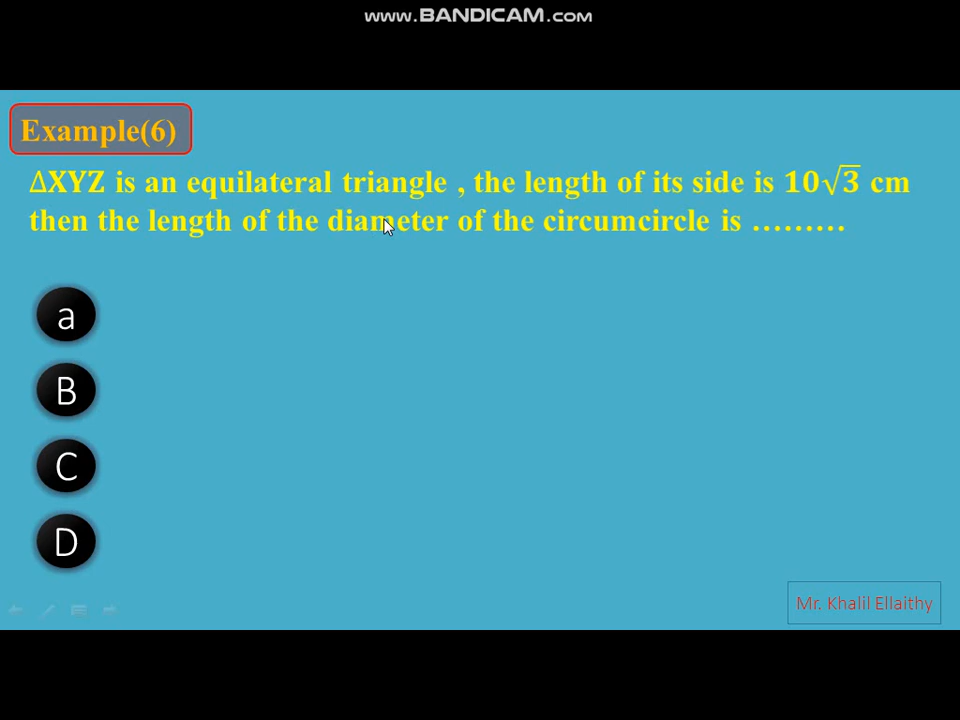 www.BANDICAM.com
Example(6)
ΔXYZ is an equilateral triangle , the length of its side is 10√3 cm
then the length of the diameter of the circumcircle is ………
a
B
C
D
Mr. Khalil Ellaithy